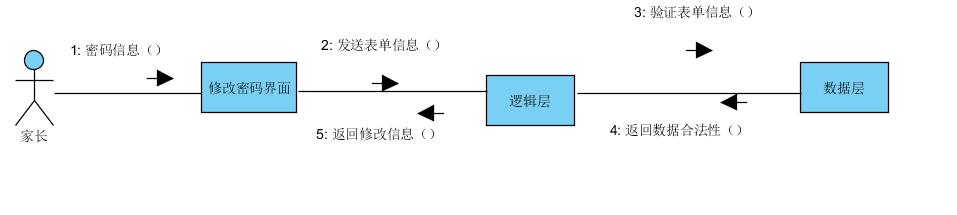 3: 验证表单信息（）
1: 密码信息（）
2: 发送表单信息（）
修改密码界面
逻辑层
数据层
家长
5: 返回修改信息（）
4: 返回数据合法性（）